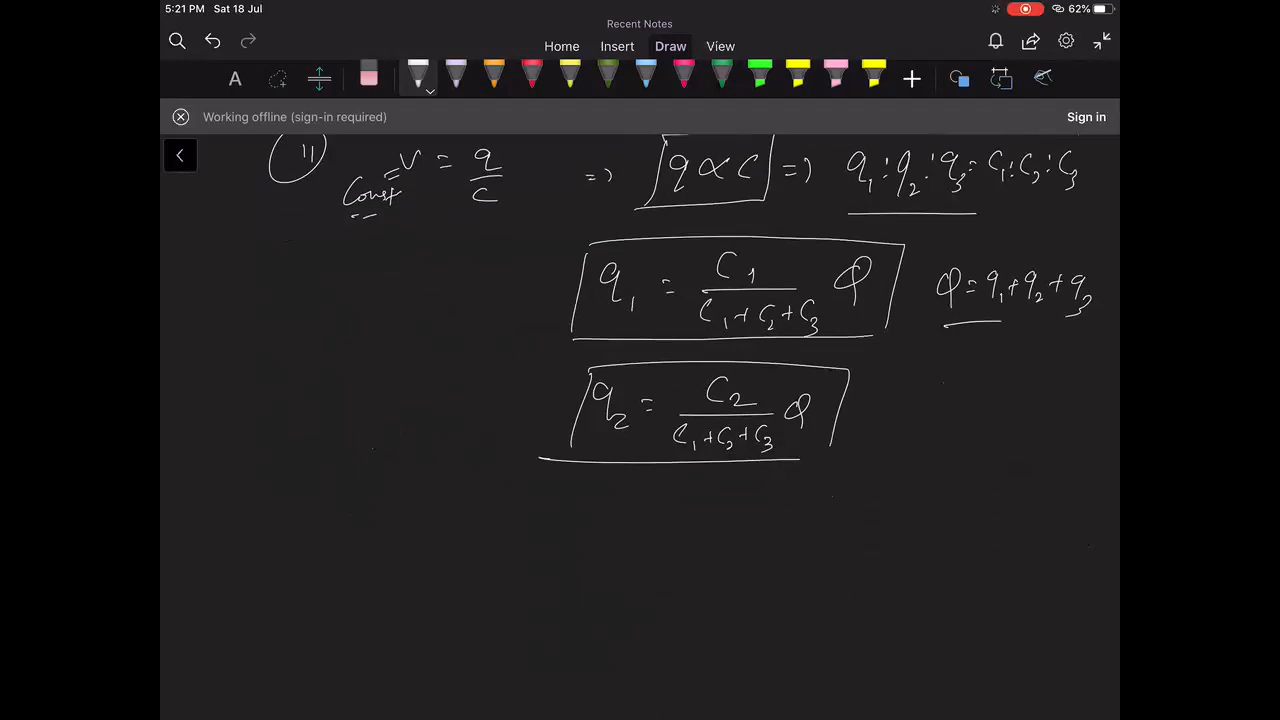 5:21 PM Sat 18 Jul
62%
Recent Notes
Home Insert Draw View
A
Working offline (sign-in required) Sign in
11 V = q/C => q ∝ C => q₁ : q₂ : q₃ = C₁ : C₂ : C₃
Const
q₁ = C₁/(C₁+C₂+C₃) Q Q = q₁+q₂+q₃
q₂ = C₂/(C₁+C₂+C₃) Q